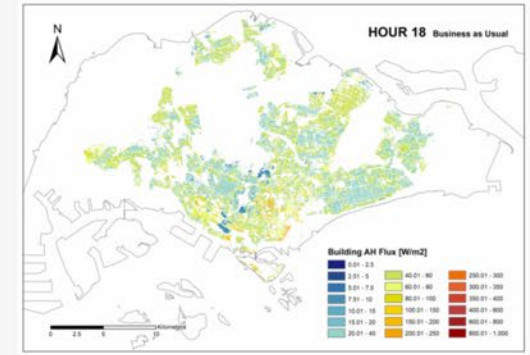 HOUR 18 Business as Usual
N
Building AH Flux [W/m2]
0.01 - 2.5
2.51 - 5
5.01 - 7.5
7.51 - 10
10.01 - 15
15.01 - 20
20.01 - 40
40.01 - 60
60.01 - 80
80.01 - 100
100.01 - 150
150.01 - 200
200.01 - 250
250.01 - 300
300.01 - 350
350.01 - 400
400.01 - 600
600.01 - 800
800.01 - 1,000
0 2.5 5 10
Kilometers